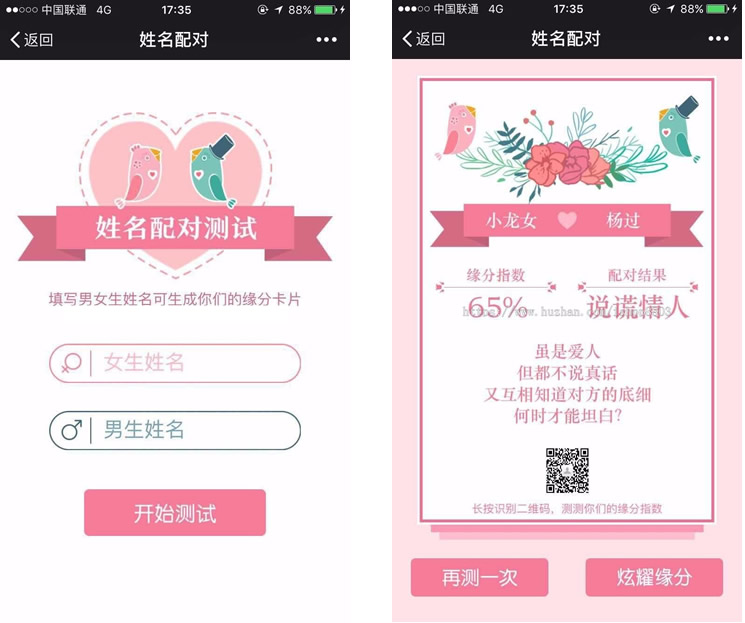 中国联通 4G 17:35 88%
返回 姓名配对
姓名配对测试
填写男女生姓名可生成你们的缘分卡片
女生姓名
男生姓名
开始测试
中国联通 4G 17:35 88%
返回 姓名配对
小龙女 杨过
缘分指数 配对结果
65% 说谎情人
虽是爱人
但都不说真话
又互相知道对方的底细
何时才能坦白?
长按识别二维码，测测你们的缘分指数
再测一次 炫耀缘分